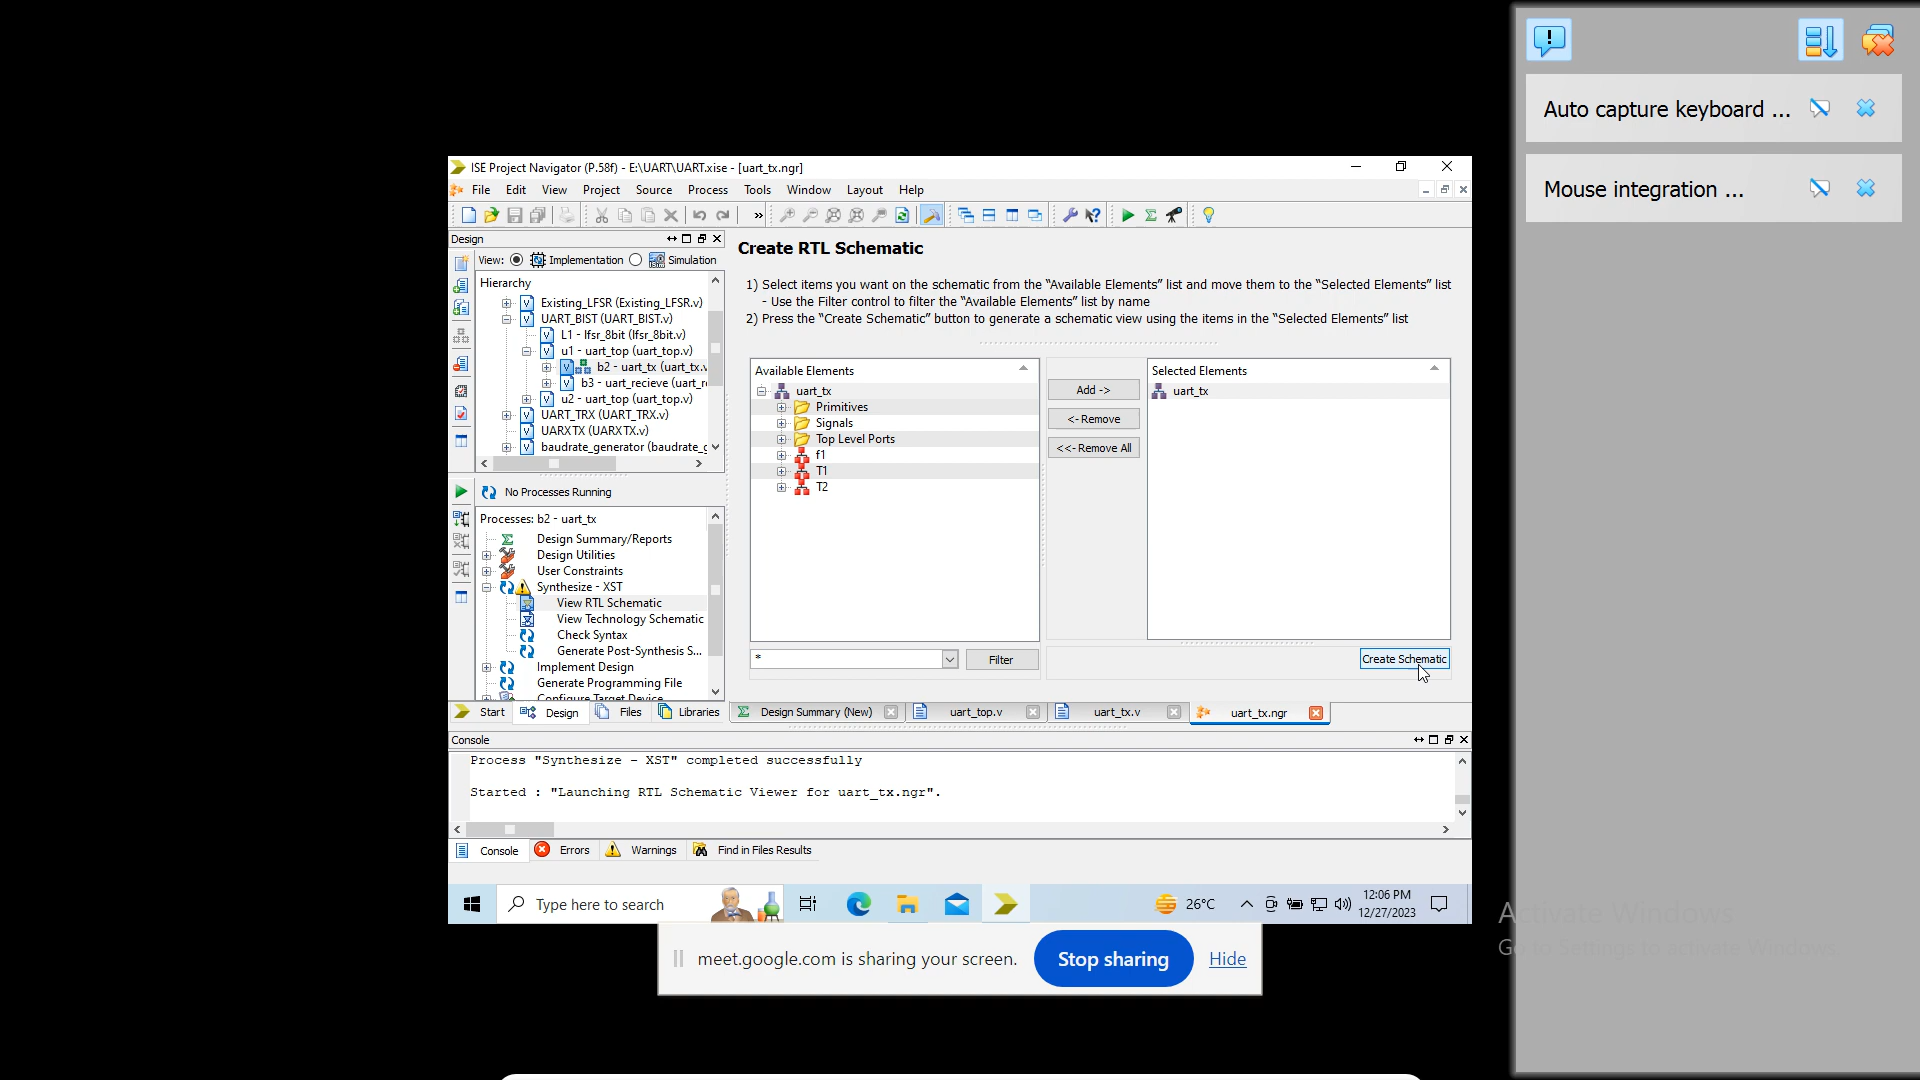 Auto capture keyboard ...
Mouse integration ...
ISE Project Navigator (P.58f) - E:\UART\UART.xise - [uart_tx.ngr]
File Edit View Project Source Process Tools Window Layout Help
»
Design
View: Implementation Simulation
Hierarchy
Existing_LFSR (Existing_LFSR.v)
UART_BIST (UART_BIST.v)
L1 - lfsr_8bit (lfsr_8bit.v)
u1 - uart_top (uart_top.v)
b2 - uart_tx (uart_tx.v
b3 - uart_recieve (uart_r
u2 - uart_top (uart_top.v)
UART_TRX (UART_TRX.v)
UARXTX (UARXTX.v)
baudrate_generator (baudrate_g
No Processes Running
Processes: b2 - uart_tx
Design Summary/Reports
Design Utilities
User Constraints
Synthesize - XST
View RTL Schematic
View Technology Schematic
Check Syntax
Generate Post-Synthesis S...
Implement Design
Generate Programming File
Configure Target Device
Start Design Files Libraries
Create RTL Schematic
1) Select items you want on the schematic from the "Available Elements" list and move them to the "Selected Elements" list
- Use the Filter control to filter the "Available Elements" list by name
2) Press the "Create Schematic" button to generate a schematic view using the items in the "Selected Elements" list
Available Elements
uart_tx
Primitives
Signals
Top Level Ports
f1
T1
T2
* Filter
Add ->
<- Remove
<<- Remove All
Selected Elements
uart_tx
Create Schematic
Design Summary (New) uart_top.v uart_tx.v uart_tx.ngr
Console
Process "Synthesize - XST" completed successfully
Started : "Launching RTL Schematic Viewer for uart_tx.ngr".
Console Errors Warnings Find in Files Results
Type here to search
26°C
12:06 PM
12/27/2023
meet.google.com is sharing your screen. Stop sharing Hide
Activate Windows
Go to Settings to activate Windows.